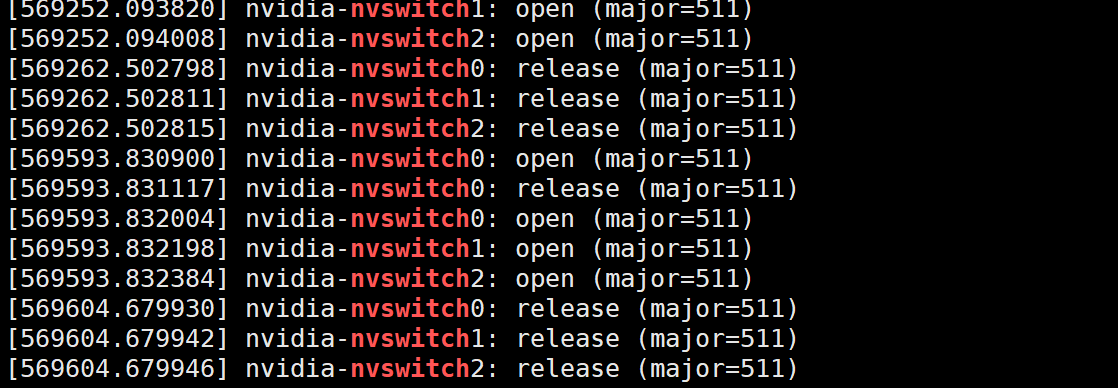 [569252.093820] nvidia-nvswitch1: open (major=511)
[569252.094008] nvidia-nvswitch2: open (major=511)
[569262.502798] nvidia-nvswitch0: release (major=511)
[569262.502811] nvidia-nvswitch1: release (major=511)
[569262.502815] nvidia-nvswitch2: release (major=511)
[569593.830900] nvidia-nvswitch0: open (major=511)
[569593.831117] nvidia-nvswitch0: release (major=511)
[569593.832004] nvidia-nvswitch0: open (major=511)
[569593.832198] nvidia-nvswitch1: open (major=511)
[569593.832384] nvidia-nvswitch2: open (major=511)
[569604.679930] nvidia-nvswitch0: release (major=511)
[569604.679942] nvidia-nvswitch1: release (major=511)
[569604.679946] nvidia-nvswitch2: release (major=511)